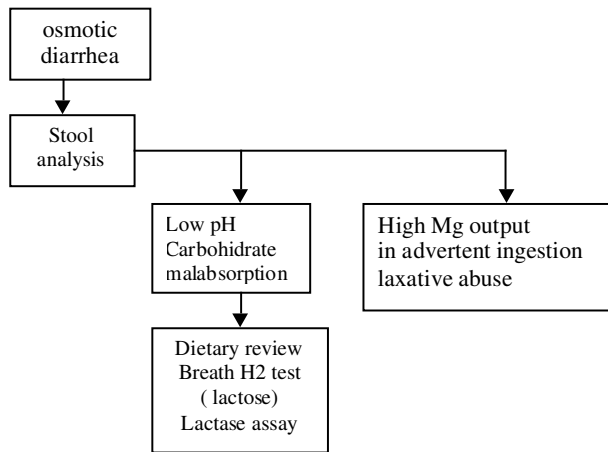 osmotic
diarrhea
Stool
analysis
Low pH
Carbohidrate
malabsorption
High Mg output
in advertent ingestion
laxative abuse
Dietary review
Breath H2 test
( lactose)
Lactase assay